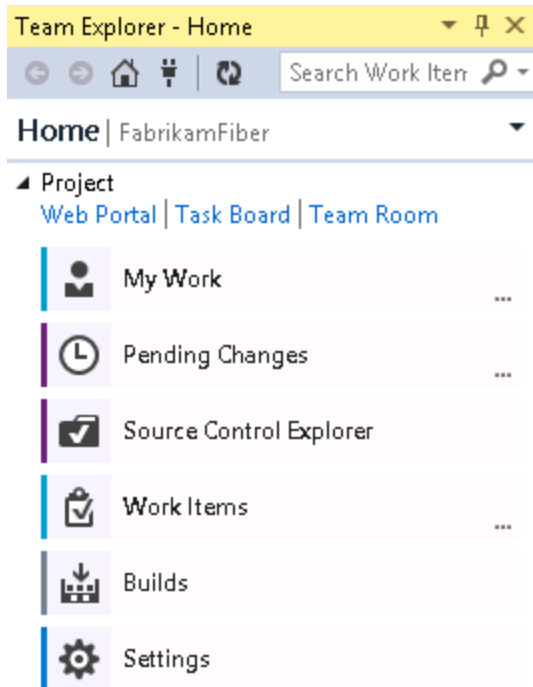 Team Explorer - Home
Search Work Iter
Home | FabrikamFiber
Project
Web Portal | Task Board | Team Room
My Work
...
Pending Changes
...
Source Control Explorer
Work Items
...
Builds
Settings